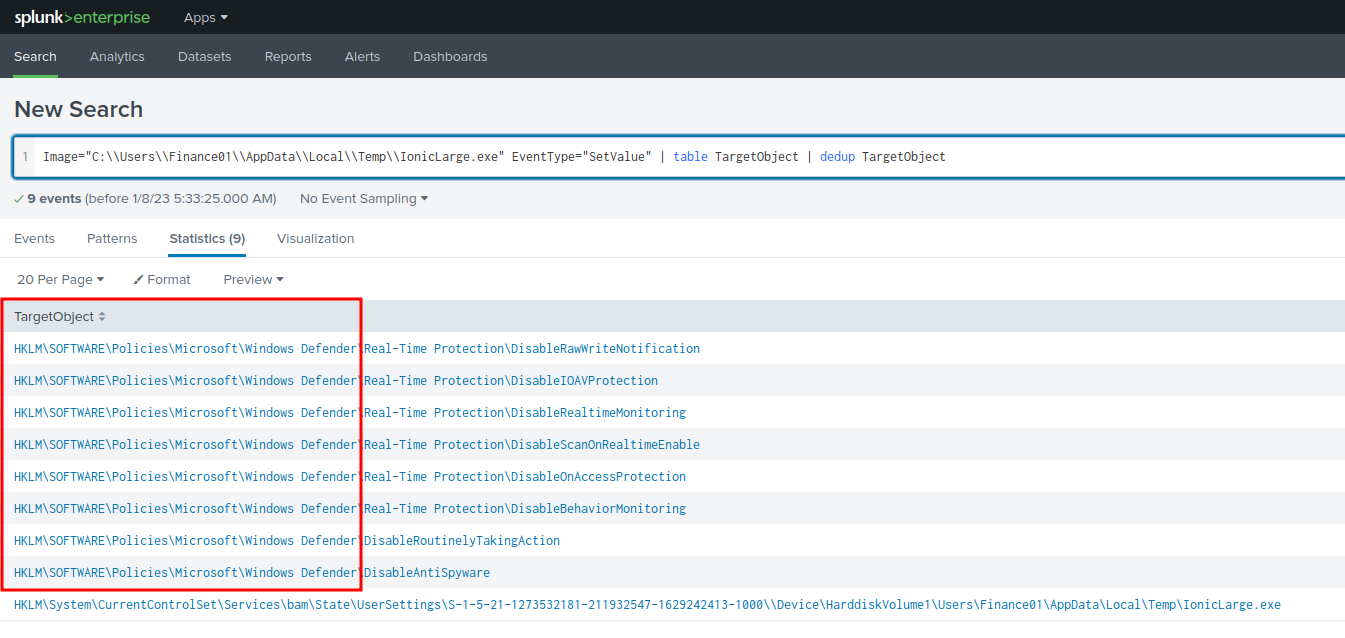 splunk>enterprise Apps
Search Analytics Datasets Reports Alerts Dashboards
New Search
1 Image="C:\\Users\\Finance01\\AppData\\Local\\Temp\\IonicLarge.exe" EventType="SetValue" | table TargetObject | dedup TargetObject
9 events (before 1/8/23 5:33:25.000 AM) No Event Sampling
Events Patterns Statistics (9) Visualization
20 Per Page Format Preview
TargetObject
HKLM\SOFTWARE\Policies\Microsoft\Windows Defender\Real-Time Protection\DisableRawWriteNotification
HKLM\SOFTWARE\Policies\Microsoft\Windows Defender\Real-Time Protection\DisableIOAVProtection
HKLM\SOFTWARE\Policies\Microsoft\Windows Defender\Real-Time Protection\DisableRealtimeMonitoring
HKLM\SOFTWARE\Policies\Microsoft\Windows Defender\Real-Time Protection\DisableScanOnRealtimeEnable
HKLM\SOFTWARE\Policies\Microsoft\Windows Defender\Real-Time Protection\DisableOnAccessProtection
HKLM\SOFTWARE\Policies\Microsoft\Windows Defender\Real-Time Protection\DisableBehaviorMonitoring
HKLM\SOFTWARE\Policies\Microsoft\Windows Defender\DisableRoutinelyTakingAction
HKLM\SOFTWARE\Policies\Microsoft\Windows Defender\DisableAntiSpyware
HKLM\System\CurrentControlSet\Services\bam\State\UserSettings\S-1-5-21-1273532181-211932547-1629242413-1000\\Device\HarddiskVolume1\Users\Finance01\AppData\Local\Temp\IonicLarge.exe